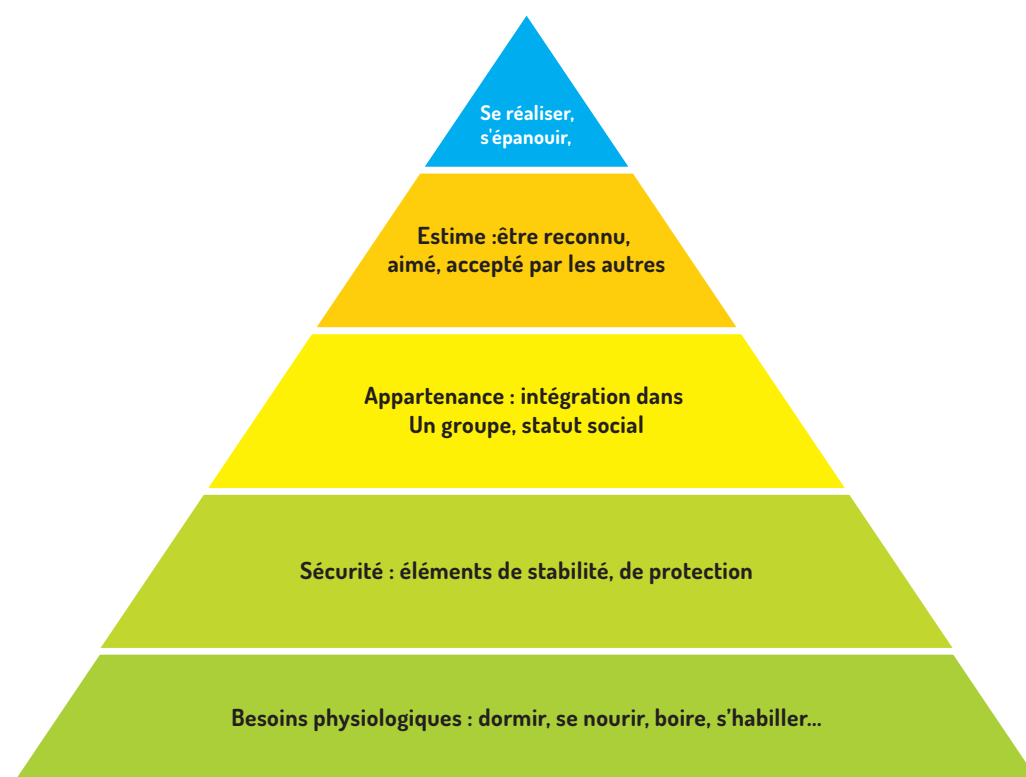 Se réaliser,
s'épanouir,
Estime :être reconnu,
aimé, accepté par les autres
Appartenance : intégration dans
Un groupe, statut social
Sécurité : éléments de stabilité, de protection
Besoins physiologiques : dormir, se nourrir, boire, s’habiller...